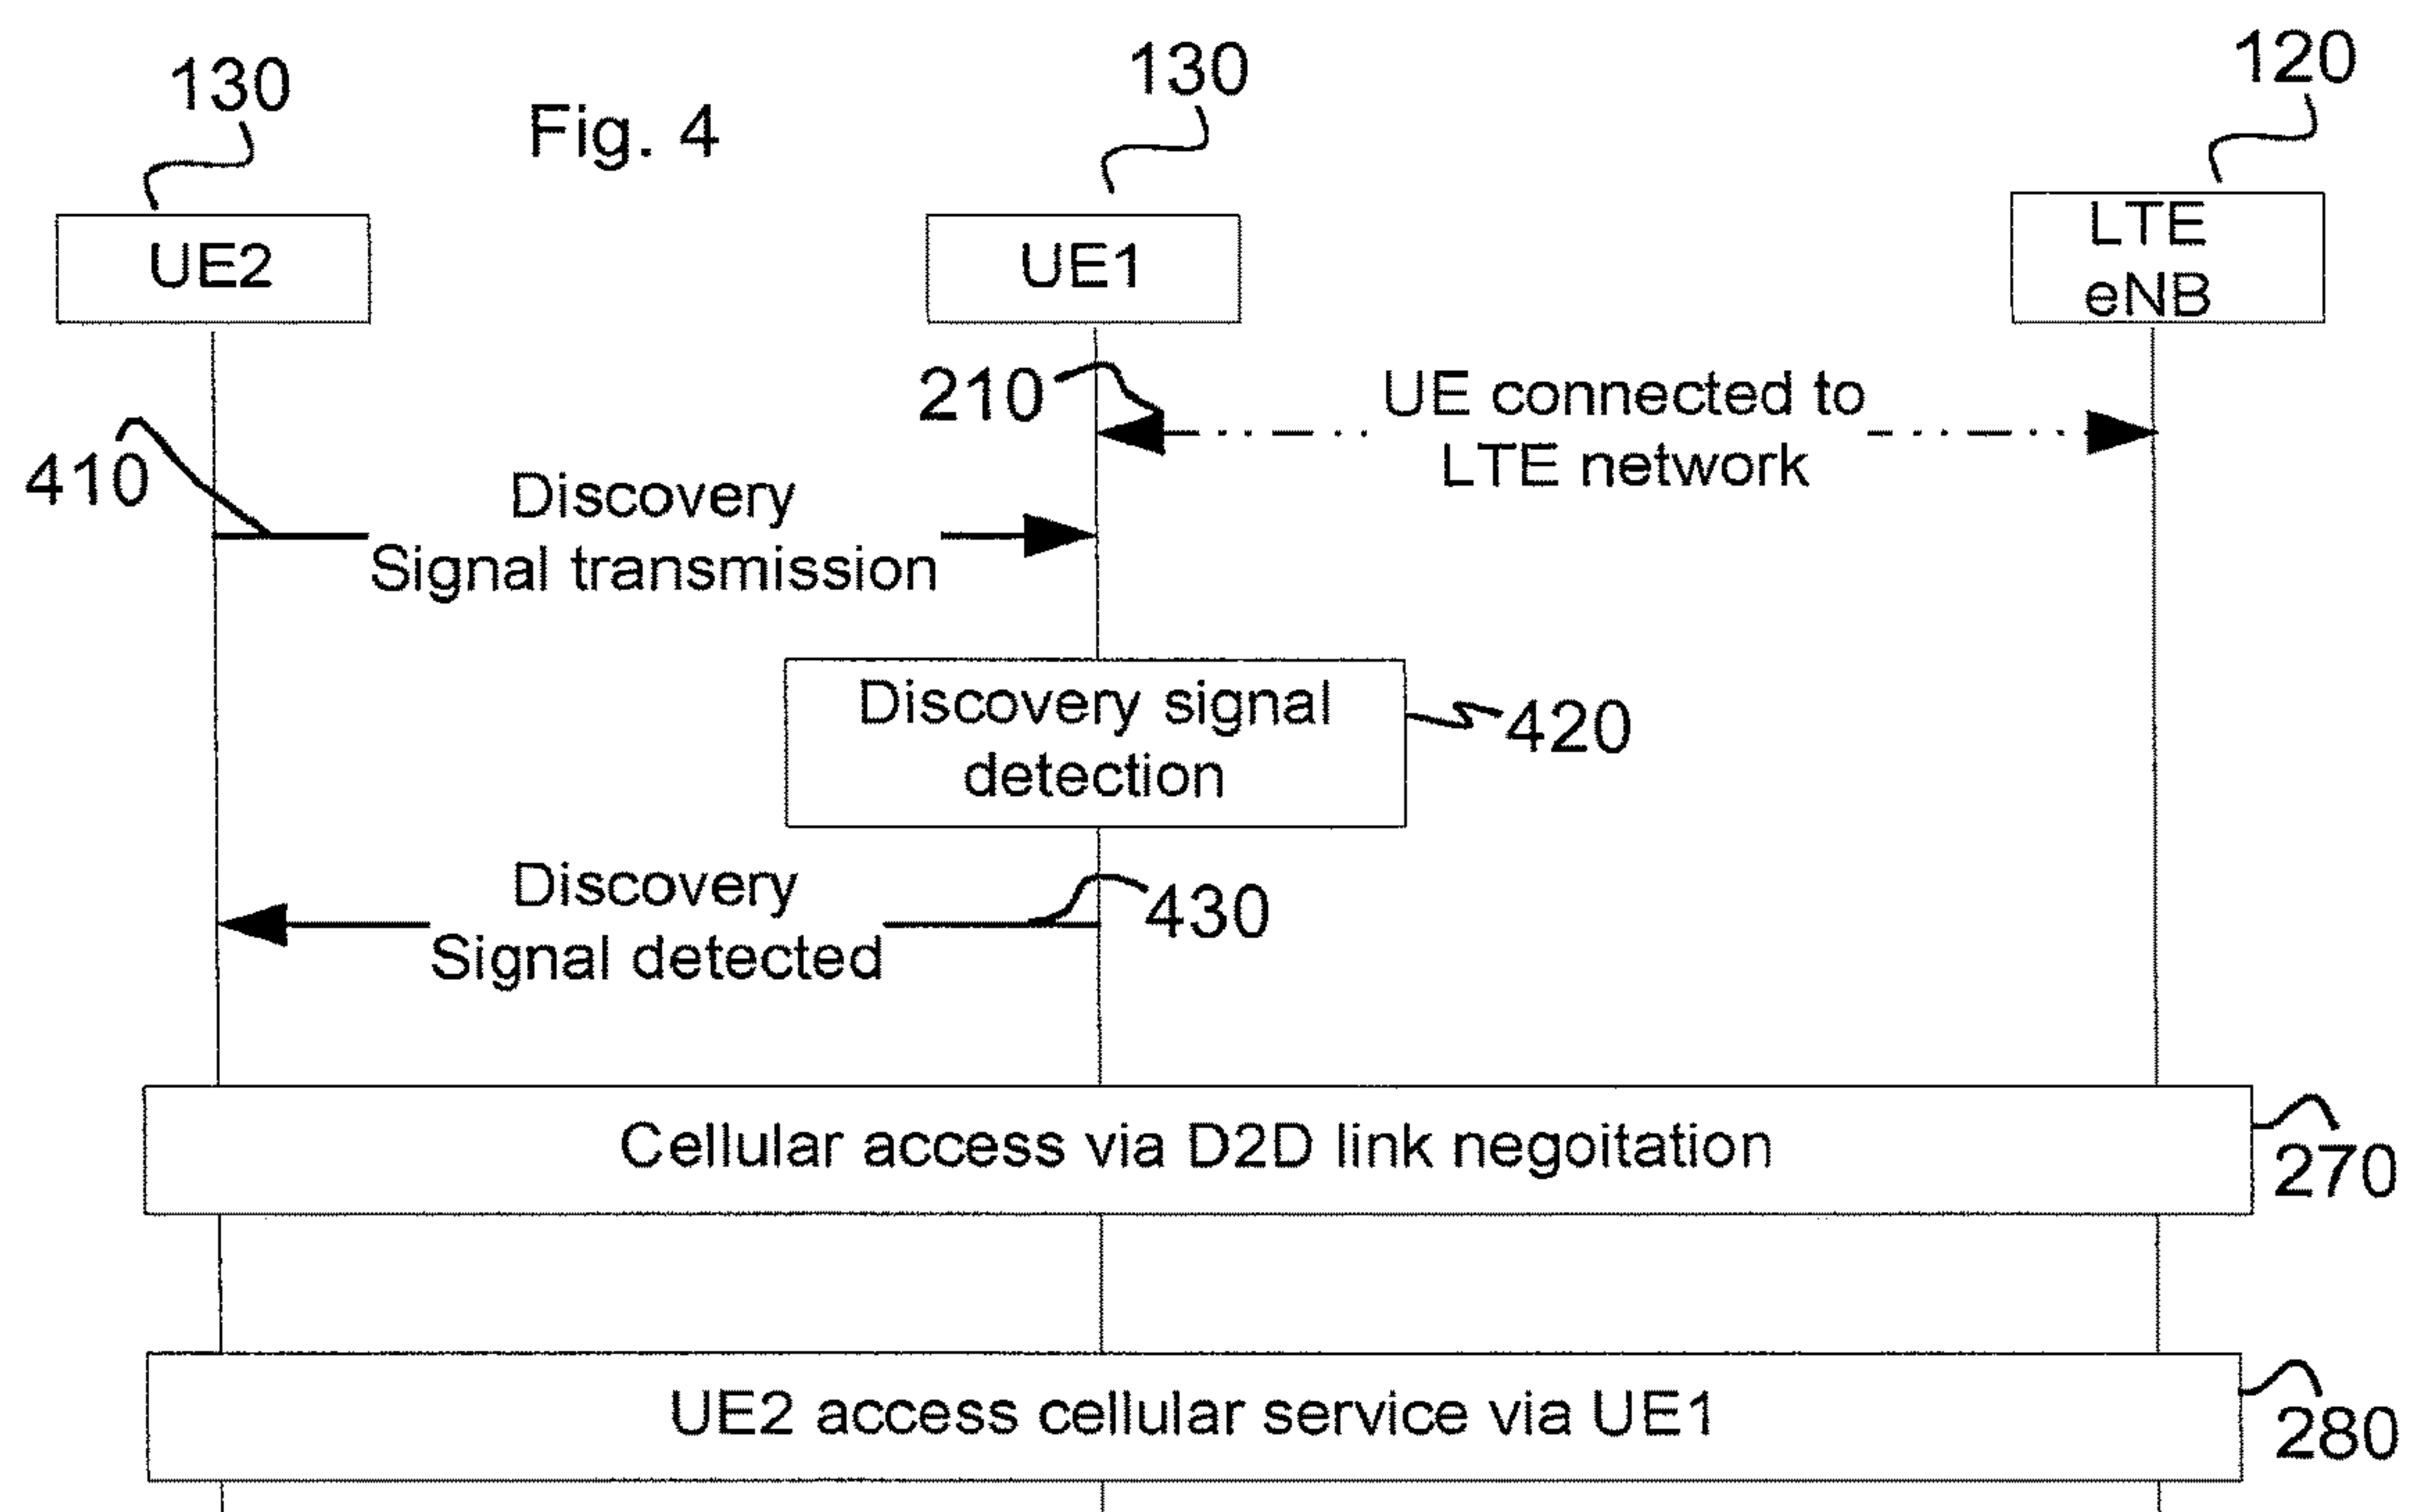 130
Fig. 4
130
120
UE2
UE1
LTE
eNB
210
UE connected to
LTE network
410
Discovery
Signal transmission
Discovery signal
detection
420
Discovery
Signal detected
430
Cellular access via D2D link negoitation
270
UE2 access cellular service via UE1
280